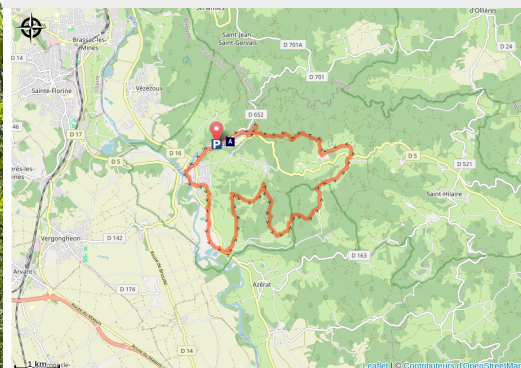 Saint-Jean-
Saint-Gervais
d'Ollières
Brassac-les-
Mines
D 701A
D 24
D 14
D 701
Sainte-Florine
Vézézoux
D 652
46
D 17
D 16
P
A
D 5
D 5
D 521
Saint-Hilaire
Vergongheon
D 142
D 163
Arvant
D 174
Azérat
D 14
1 km
Leaflet | © Contributeurs d'OpenStreetMap